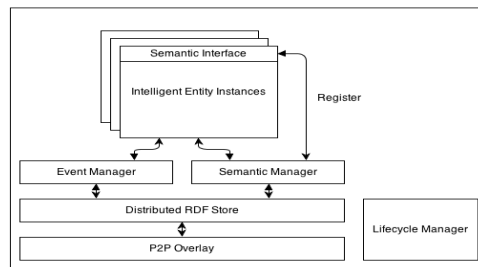 Semantic Interface
Intelligent Entity Instances
Register
Event Manager
Semantic Manager
Distributed RDF Store
Lifecycle Manager
P2P Overlay